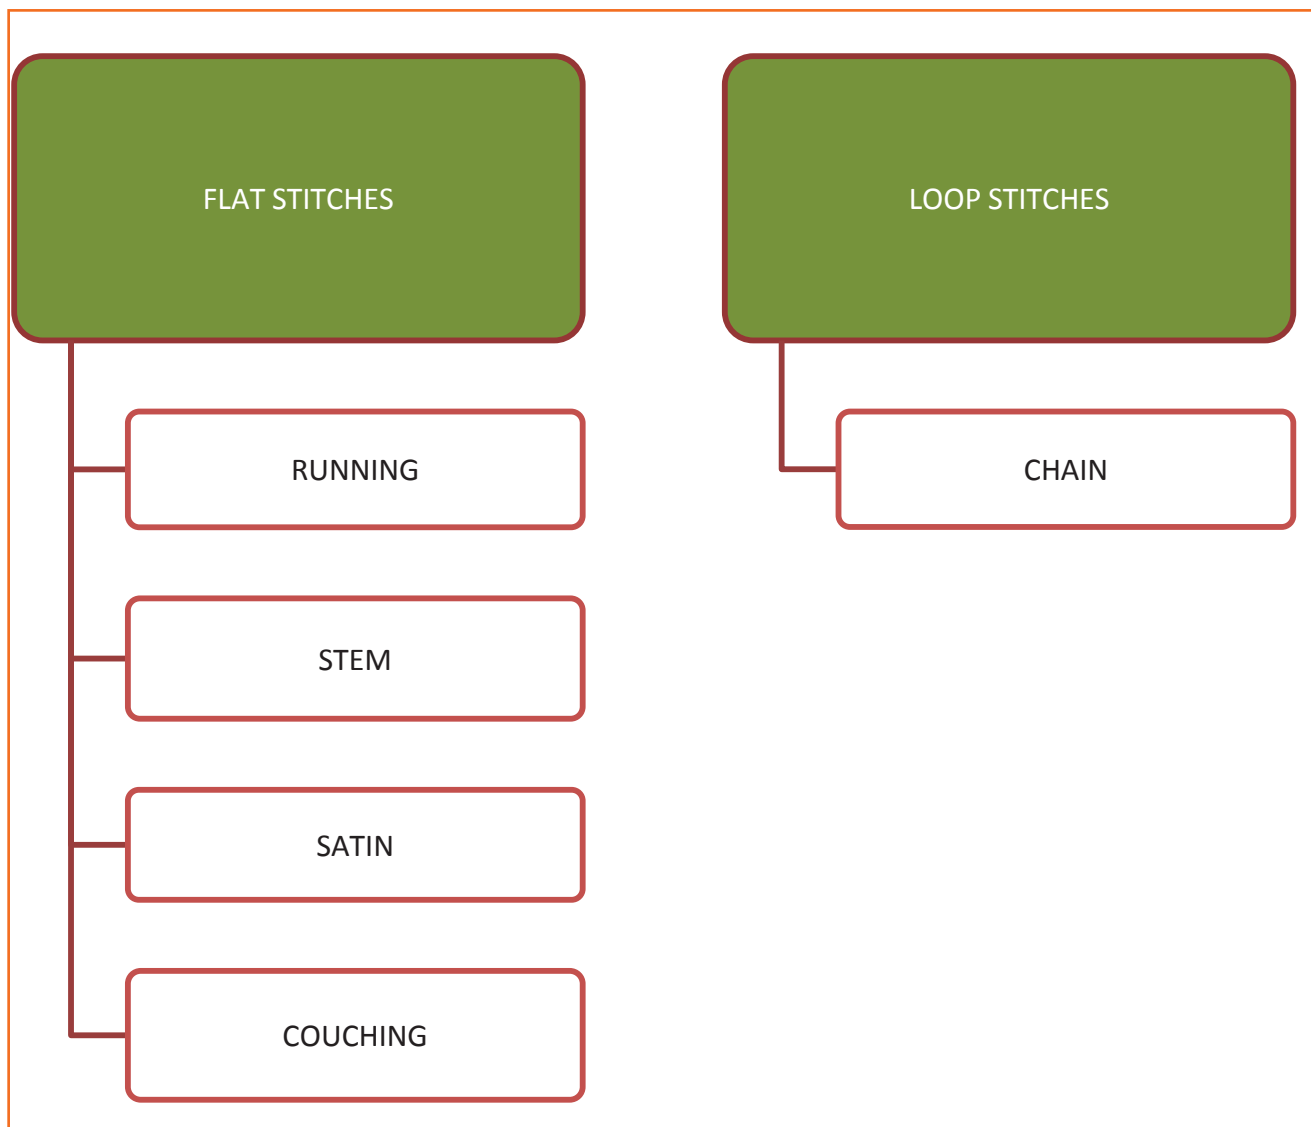 FLAT STITCHES
RUNNING
STEM
SATIN
COUCHING
LOOP STITCHES
CHAIN